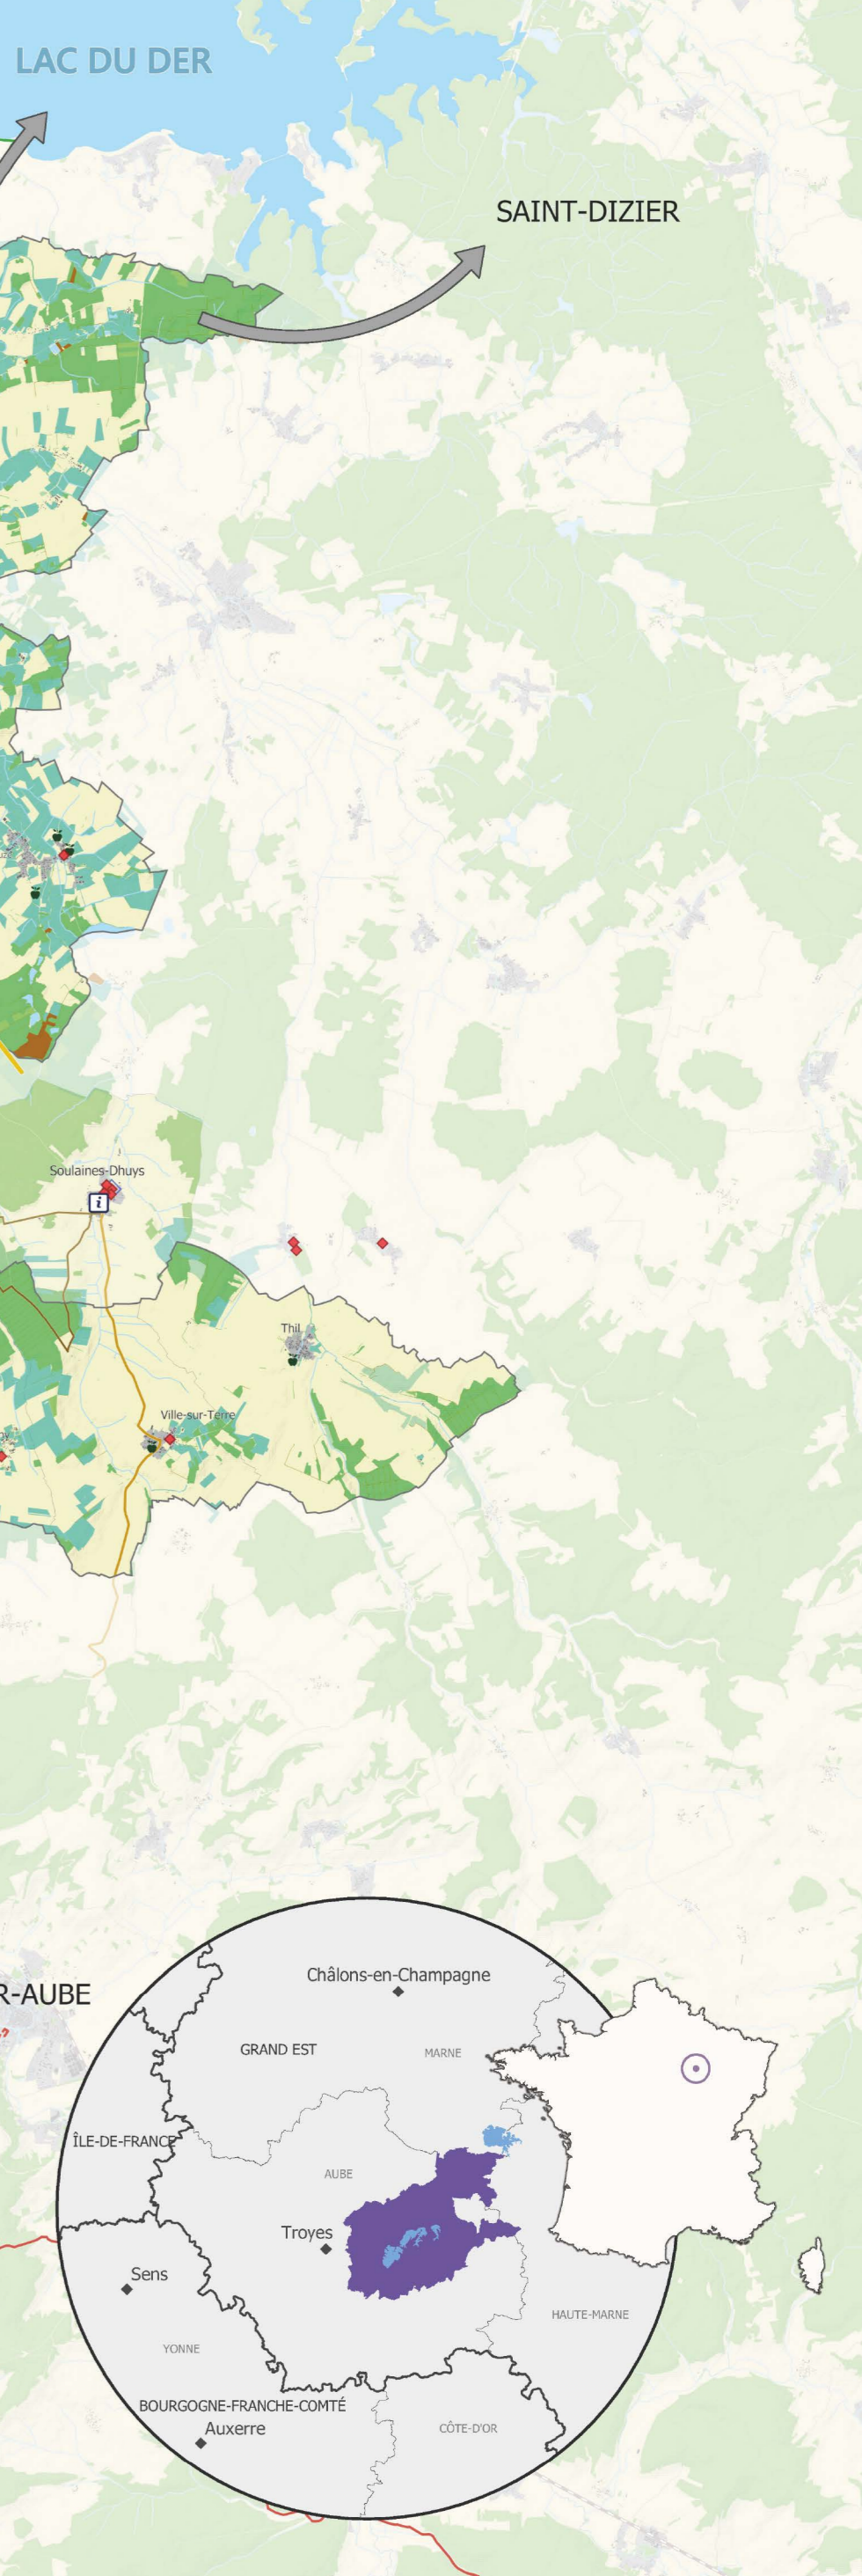 LAC DU DER
SAINT-DIZIER
Soulaines-Dhuys
i
Thil
Ville-sur-Terre
R-AUBE
Châlons-en-Champagne
GRAND EST
MARNE
ÎLE-DE-FRANCE
AUBE
Troyes
Sens
HAUTE-MARNE
YONNE
BOURGOGNE-FRANCHE-COMTÉ
Auxerre
CÔTE-D'OR